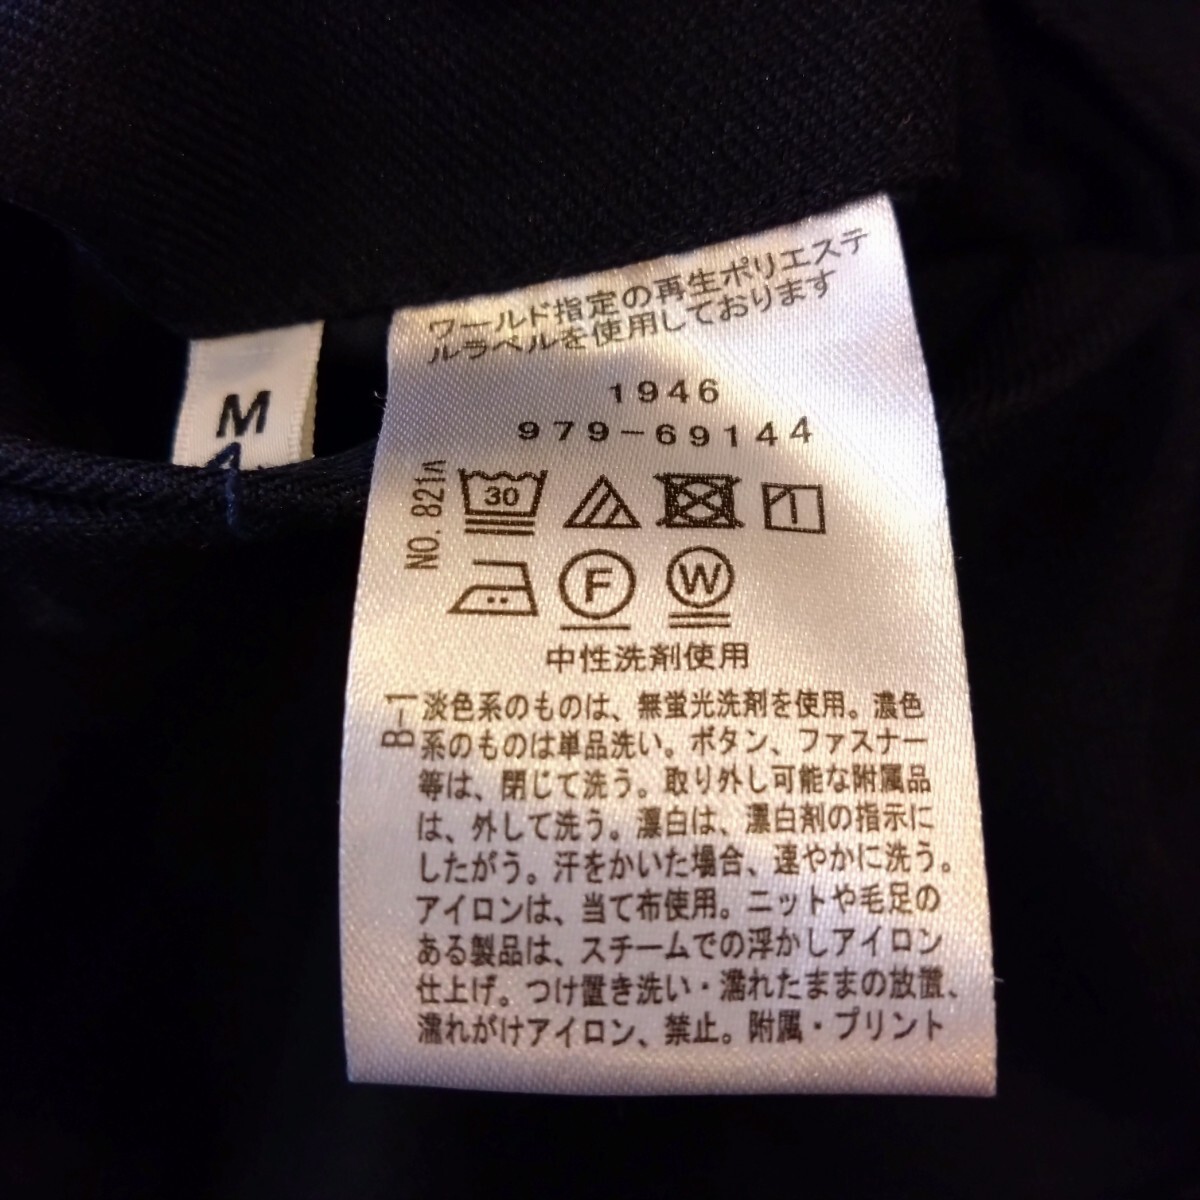 ワールド指定の再生ポリエステ
ルラベルを使用しております
1946
979-69144
M
NO.821
30
F
W
中性洗剤使用
B-1
淡色系のものは、無蛍光洗剤を使用。濃色
系のものは単品洗い。ボタン、ファスナー
等は、閉じて洗う。取り外し可能な附属品
は、外して洗う。漂白は、漂白剤の指示に
したがう。汗をかいた場合、速やかに洗う。
アイロンは、当て布使用。ニットや毛足の
ある製品は、スチームでの浮かしアイロン
仕上げ。つけ置き洗い・濡れたままの放置、
濡れがけアイロン、禁止。附属・プリント